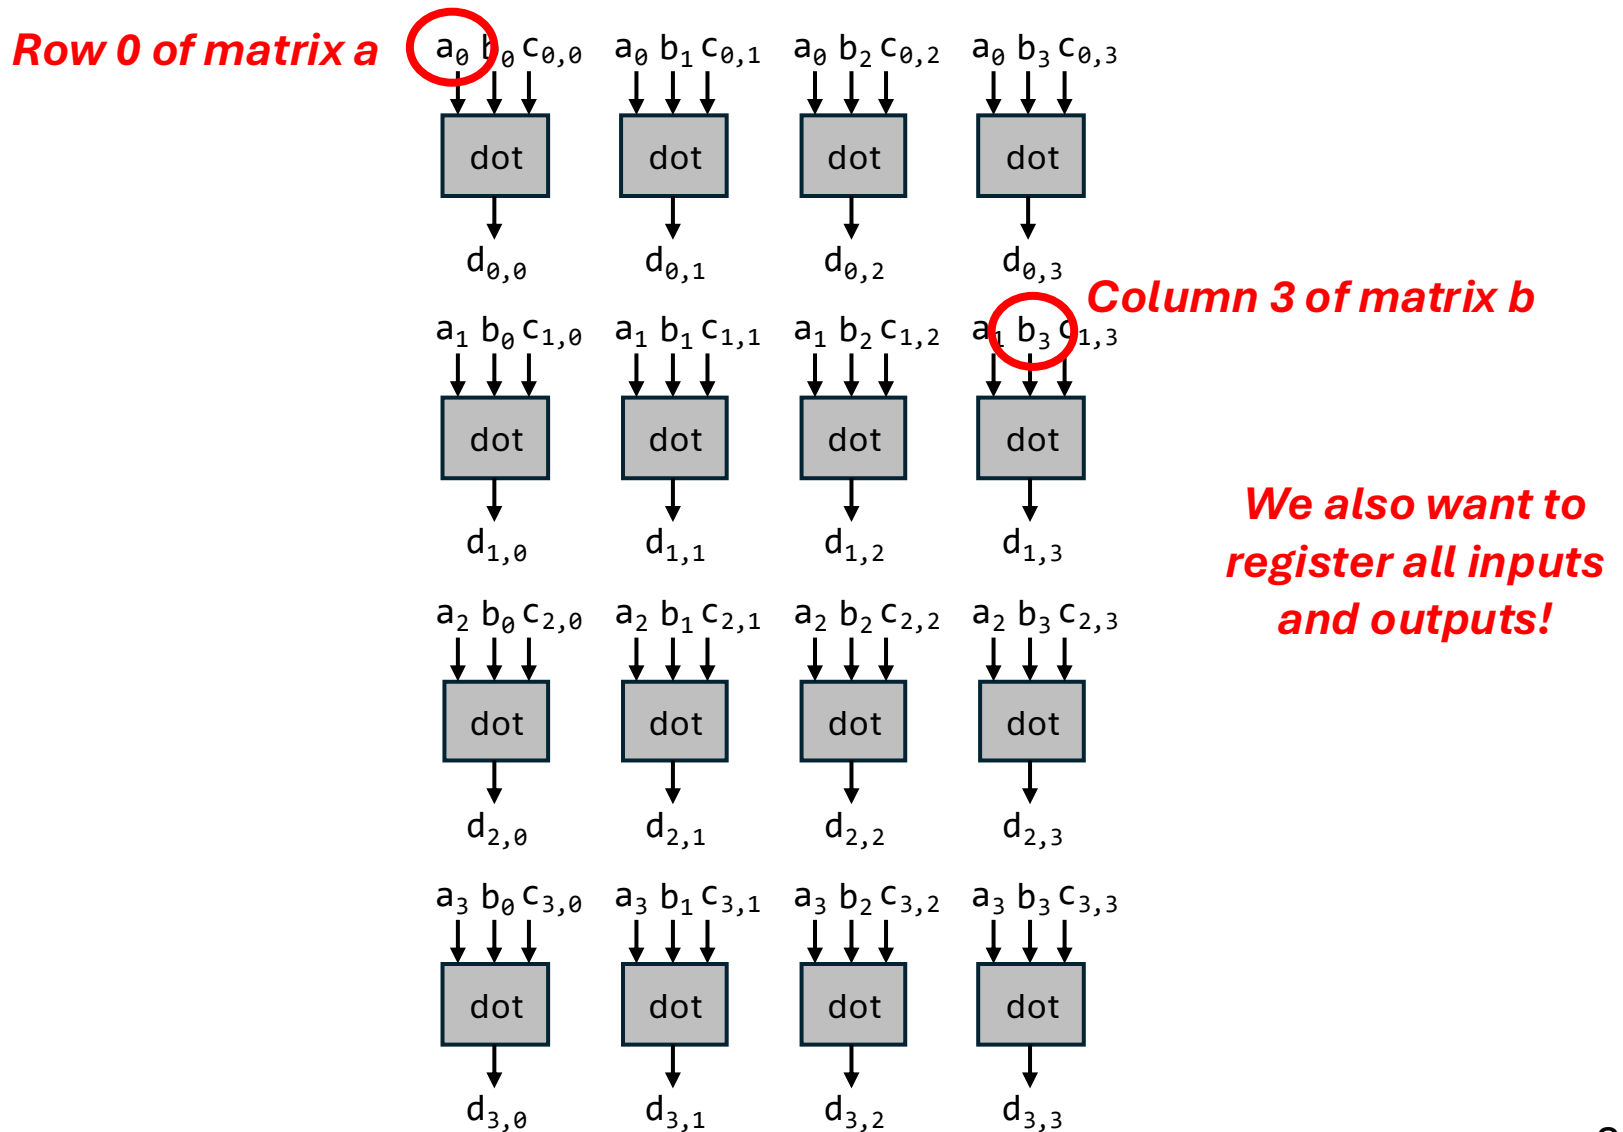 Row 0 of matrix a
a₀ b₀ c₀,₀ a₀ b₁ c₀,₁ a₀ b₂ c₀,₂ a₀ b₃ c₀,₃
dot dot dot dot
d₀,₀ d₀,₁ d₀,₂ d₀,₃
Column 3 of matrix b
a₁ b₀ c₁,₀ a₁ b₁ c₁,₁ a₁ b₂ c₁,₂ a₁ b₃ c₁,₃
dot dot dot dot
d₁,₀ d₁,₁ d₁,₂ d₁,₃
We also want to
register all inputs
and outputs!
a₂ b₀ c₂,₀ a₂ b₁ c₂,₁ a₂ b₂ c₂,₂ a₂ b₃ c₂,₃
dot dot dot dot
d₂,₀ d₂,₁ d₂,₂ d₂,₃
a₃ b₀ c₃,₀ a₃ b₁ c₃,₁ a₃ b₂ c₃,₂ a₃ b₃ c₃,₃
dot dot dot dot
d₃,₀ d₃,₁ d₃,₂ d₃,₃